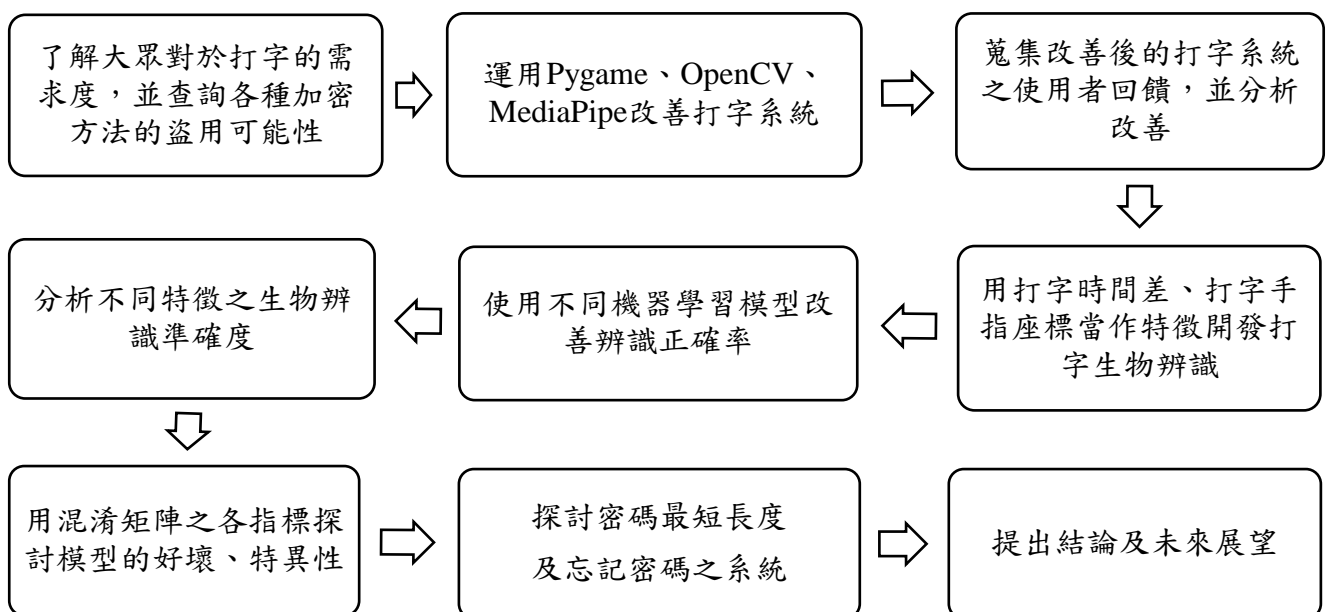 了解大眾對於打字的需
求度，並查詢各種加密
方法的盜用可能性
運用Pygame、OpenCV、
MediaPipe改善打字系統
蒐集改善後的打字系統
之使用者回饋，並分析
改善
用打字時間差、打字手
指座標當作特徵開發打
字生物辨識
使用不同機器學習模型改
善辨識正確率
分析不同特徵之生物辨
識準確度
用混淆矩陣之各指標探
討模型的好壞、特異性
探討密碼最短長度
及忘記密碼之系統
提出結論及未來展望